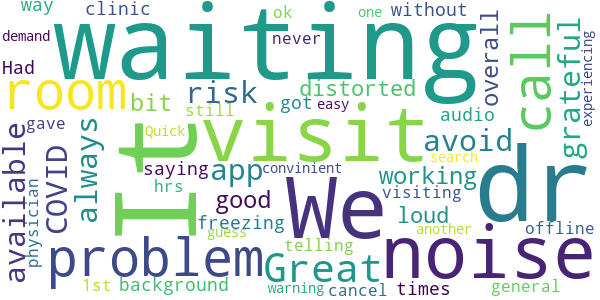 way clinic ok one without
demand never
waiting
Had
room bit risk distorted
got easy
still
gave Quick
It visit
audio
overall call grateful experiencing
available physician COVID always
saying app convinient
hrs good
We
avoid search
working
visiting dr
freezing loud
guess another offline
problem telling noise
Great times
1st background warning cancel general